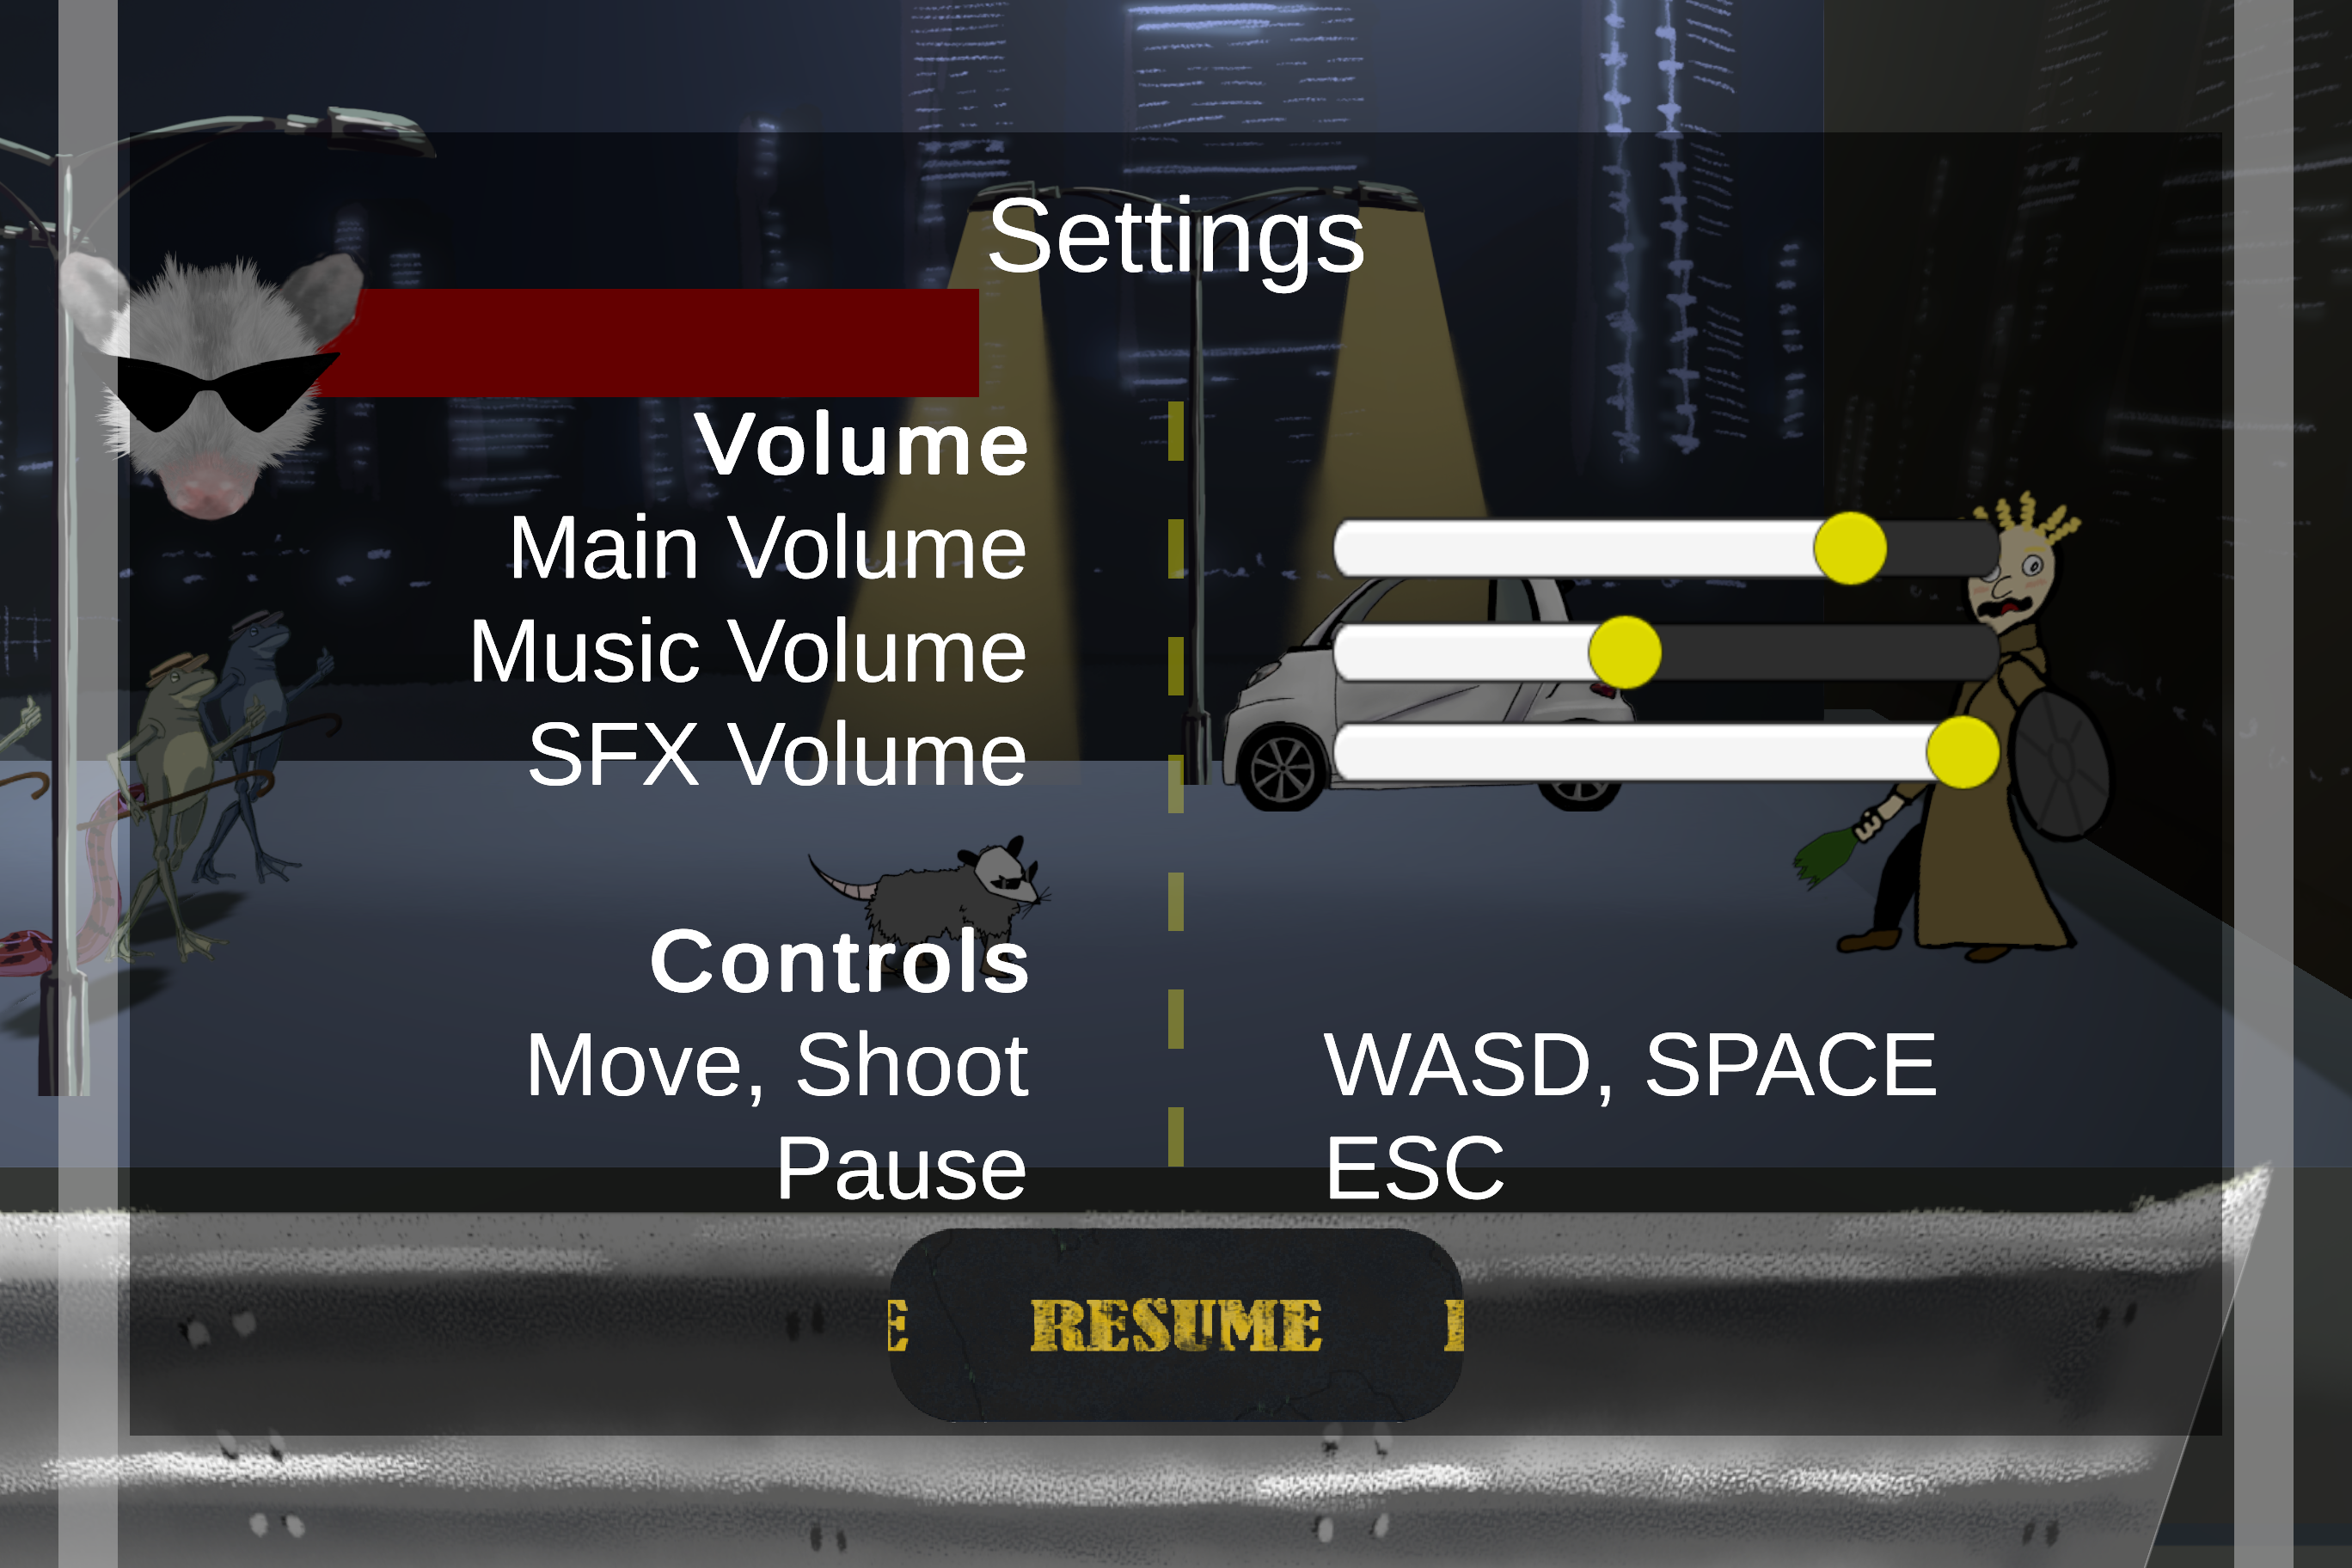 Settings
Volume
Main Volume
Music Volume
SFX Volume
Controls
Move, Shoot WASD, SPACE
Pause ESC
E RESUME